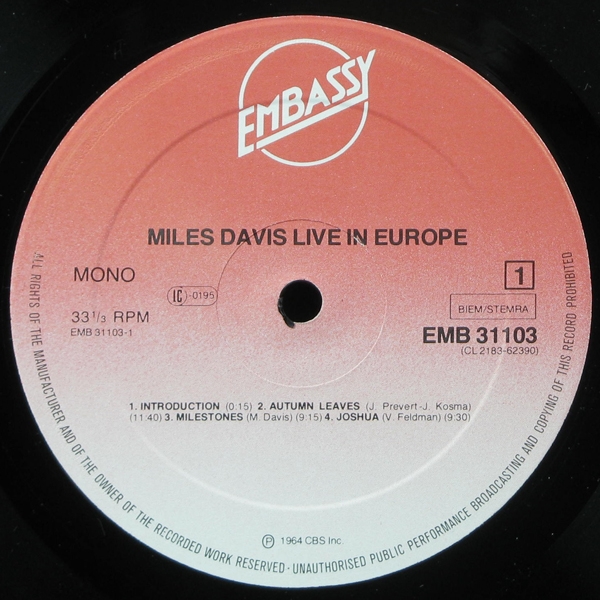 EMBASSY
MILES DAVIS LIVE IN EUROPE
MONO
1
LC -0195
33 1/3 RPM
BIEM/STEMRA
EMB 31103-1
EMB 31103
(CL 2183-62390)
1. INTRODUCTION (0:15) 2. AUTUMN LEAVES (J. Prevert-J. Kosma)
(11:40) 3. MILESTONES (M. Davis) (9:15) 4. JOSHUA (V. Feldman) (9:30)
℗ 1964 CBS Inc.
ALL RIGHTS OF THE MANUFACTURER AND OF THE OWNER OF THE RECORDED WORK RESERVED · UNAUTHORISED PUBLIC PERFORMANCE BROADCASTING AND COPYING OF THIS RECORD PROHIBITED